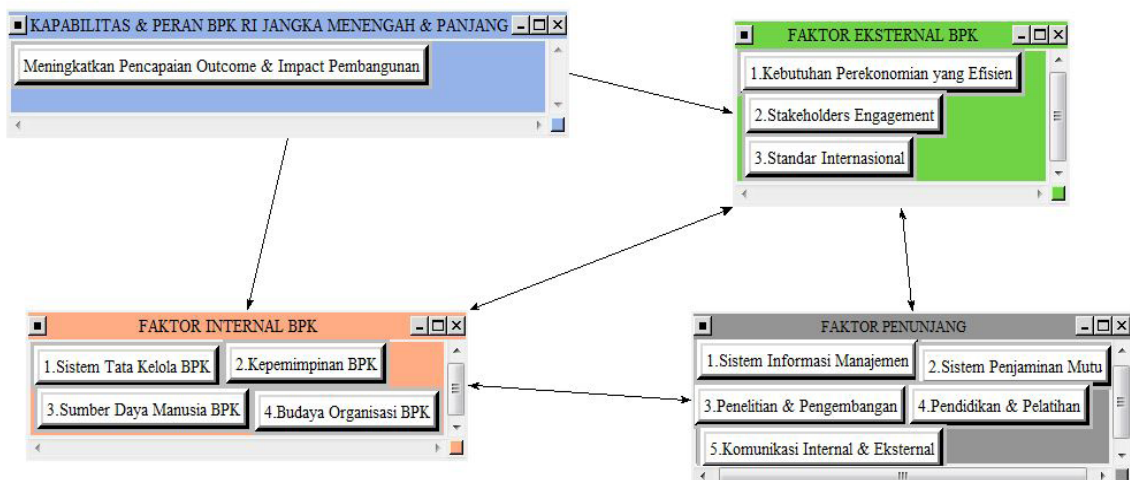 KAPABILITAS & PERAN BPK RI JANGKA MENENGAH & PANJANG
Meningkatkan Pencapaian Outcome & Impact Pembangunan
FAKTOR EKSTERNAL BPK
1.Kebutuhan Perekonomian yang Efisien
2.Stakeholders Engagement
3.Standar Internasional
FAKTOR INTERNAL BPK
1.Sistem Tata Kelola BPK
2.Kepemimpinan BPK
3.Sumber Daya Manusia BPK
4.Budaya Organisasi BPK
FAKTOR PENUNJANG
1.Sistem Informasi Manajemen
2.Sistem Penjaminan Mutu
3.Penelitian & Pengembangan
4.Pendidikan & Pelatihan
5.Komunikasi Internal & Eksternal